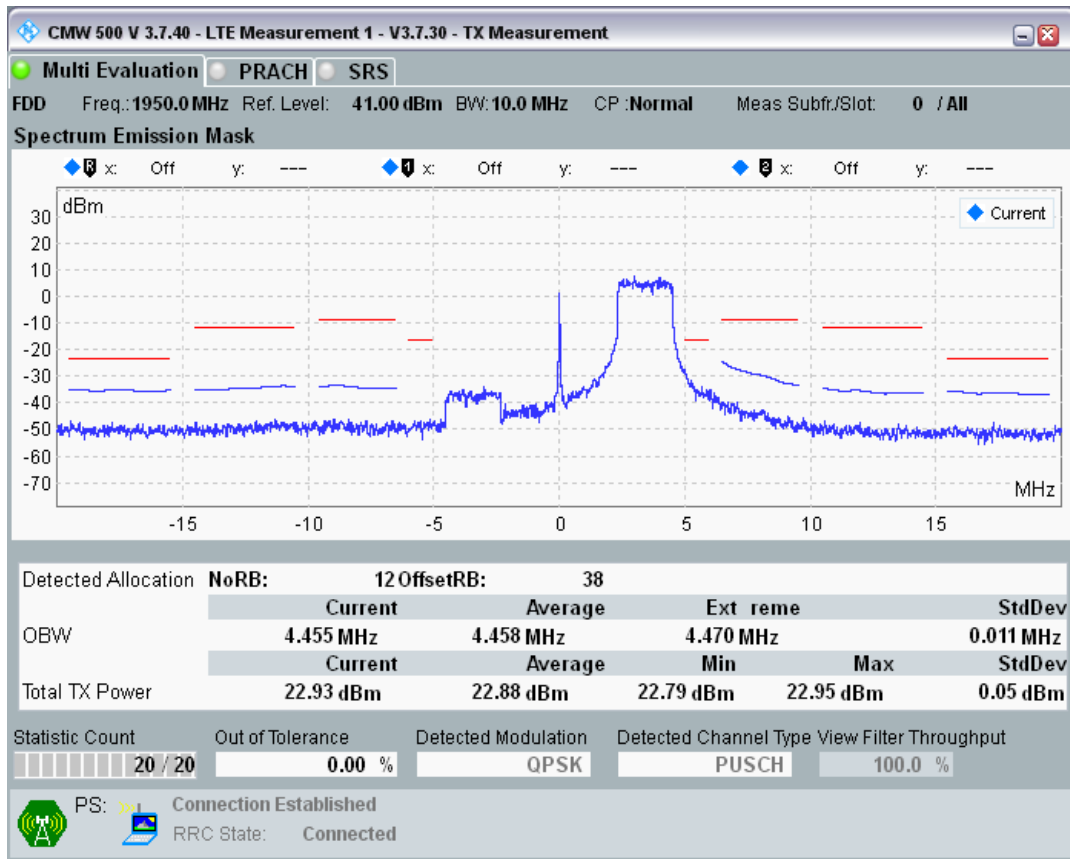 CMW 500 V 3.7.40 - LTE Measurement 1 - V3.7.30 - TX Measurement
Multi Evaluation PRACH SRS
FDD Freq.: 1950.0 MHz Ref. Level: 41.00 dBm BW: 10.0 MHz CP :Normal Meas Subfr./Slot: 0 / All
Spectrum Emission Mask
R x: Off y: --- 1 x: Off y: --- 2 x: Off y: ---
dBm
Current
30
20
10
0
-10
-20
-30
-40
-50
-60
-70
MHz
-15 -10 -5 0 5 10 15
Detected Allocation NoRB: 12 OffsetRB: 38
Current Average Ext reme StdDev
OBW 4.455 MHz 4.458 MHz 4.470 MHz 0.011 MHz
Current Average Min Max StdDev
Total TX Power 22.93 dBm 22.88 dBm 22.79 dBm 22.95 dBm 0.05 dBm
Statistic Count Out of Tolerance Detected Modulation Detected Channel Type View Filter Throughput
20 / 20 0.00 % QPSK PUSCH 100.0 %
PS: Connection Established
RRC State: Connected